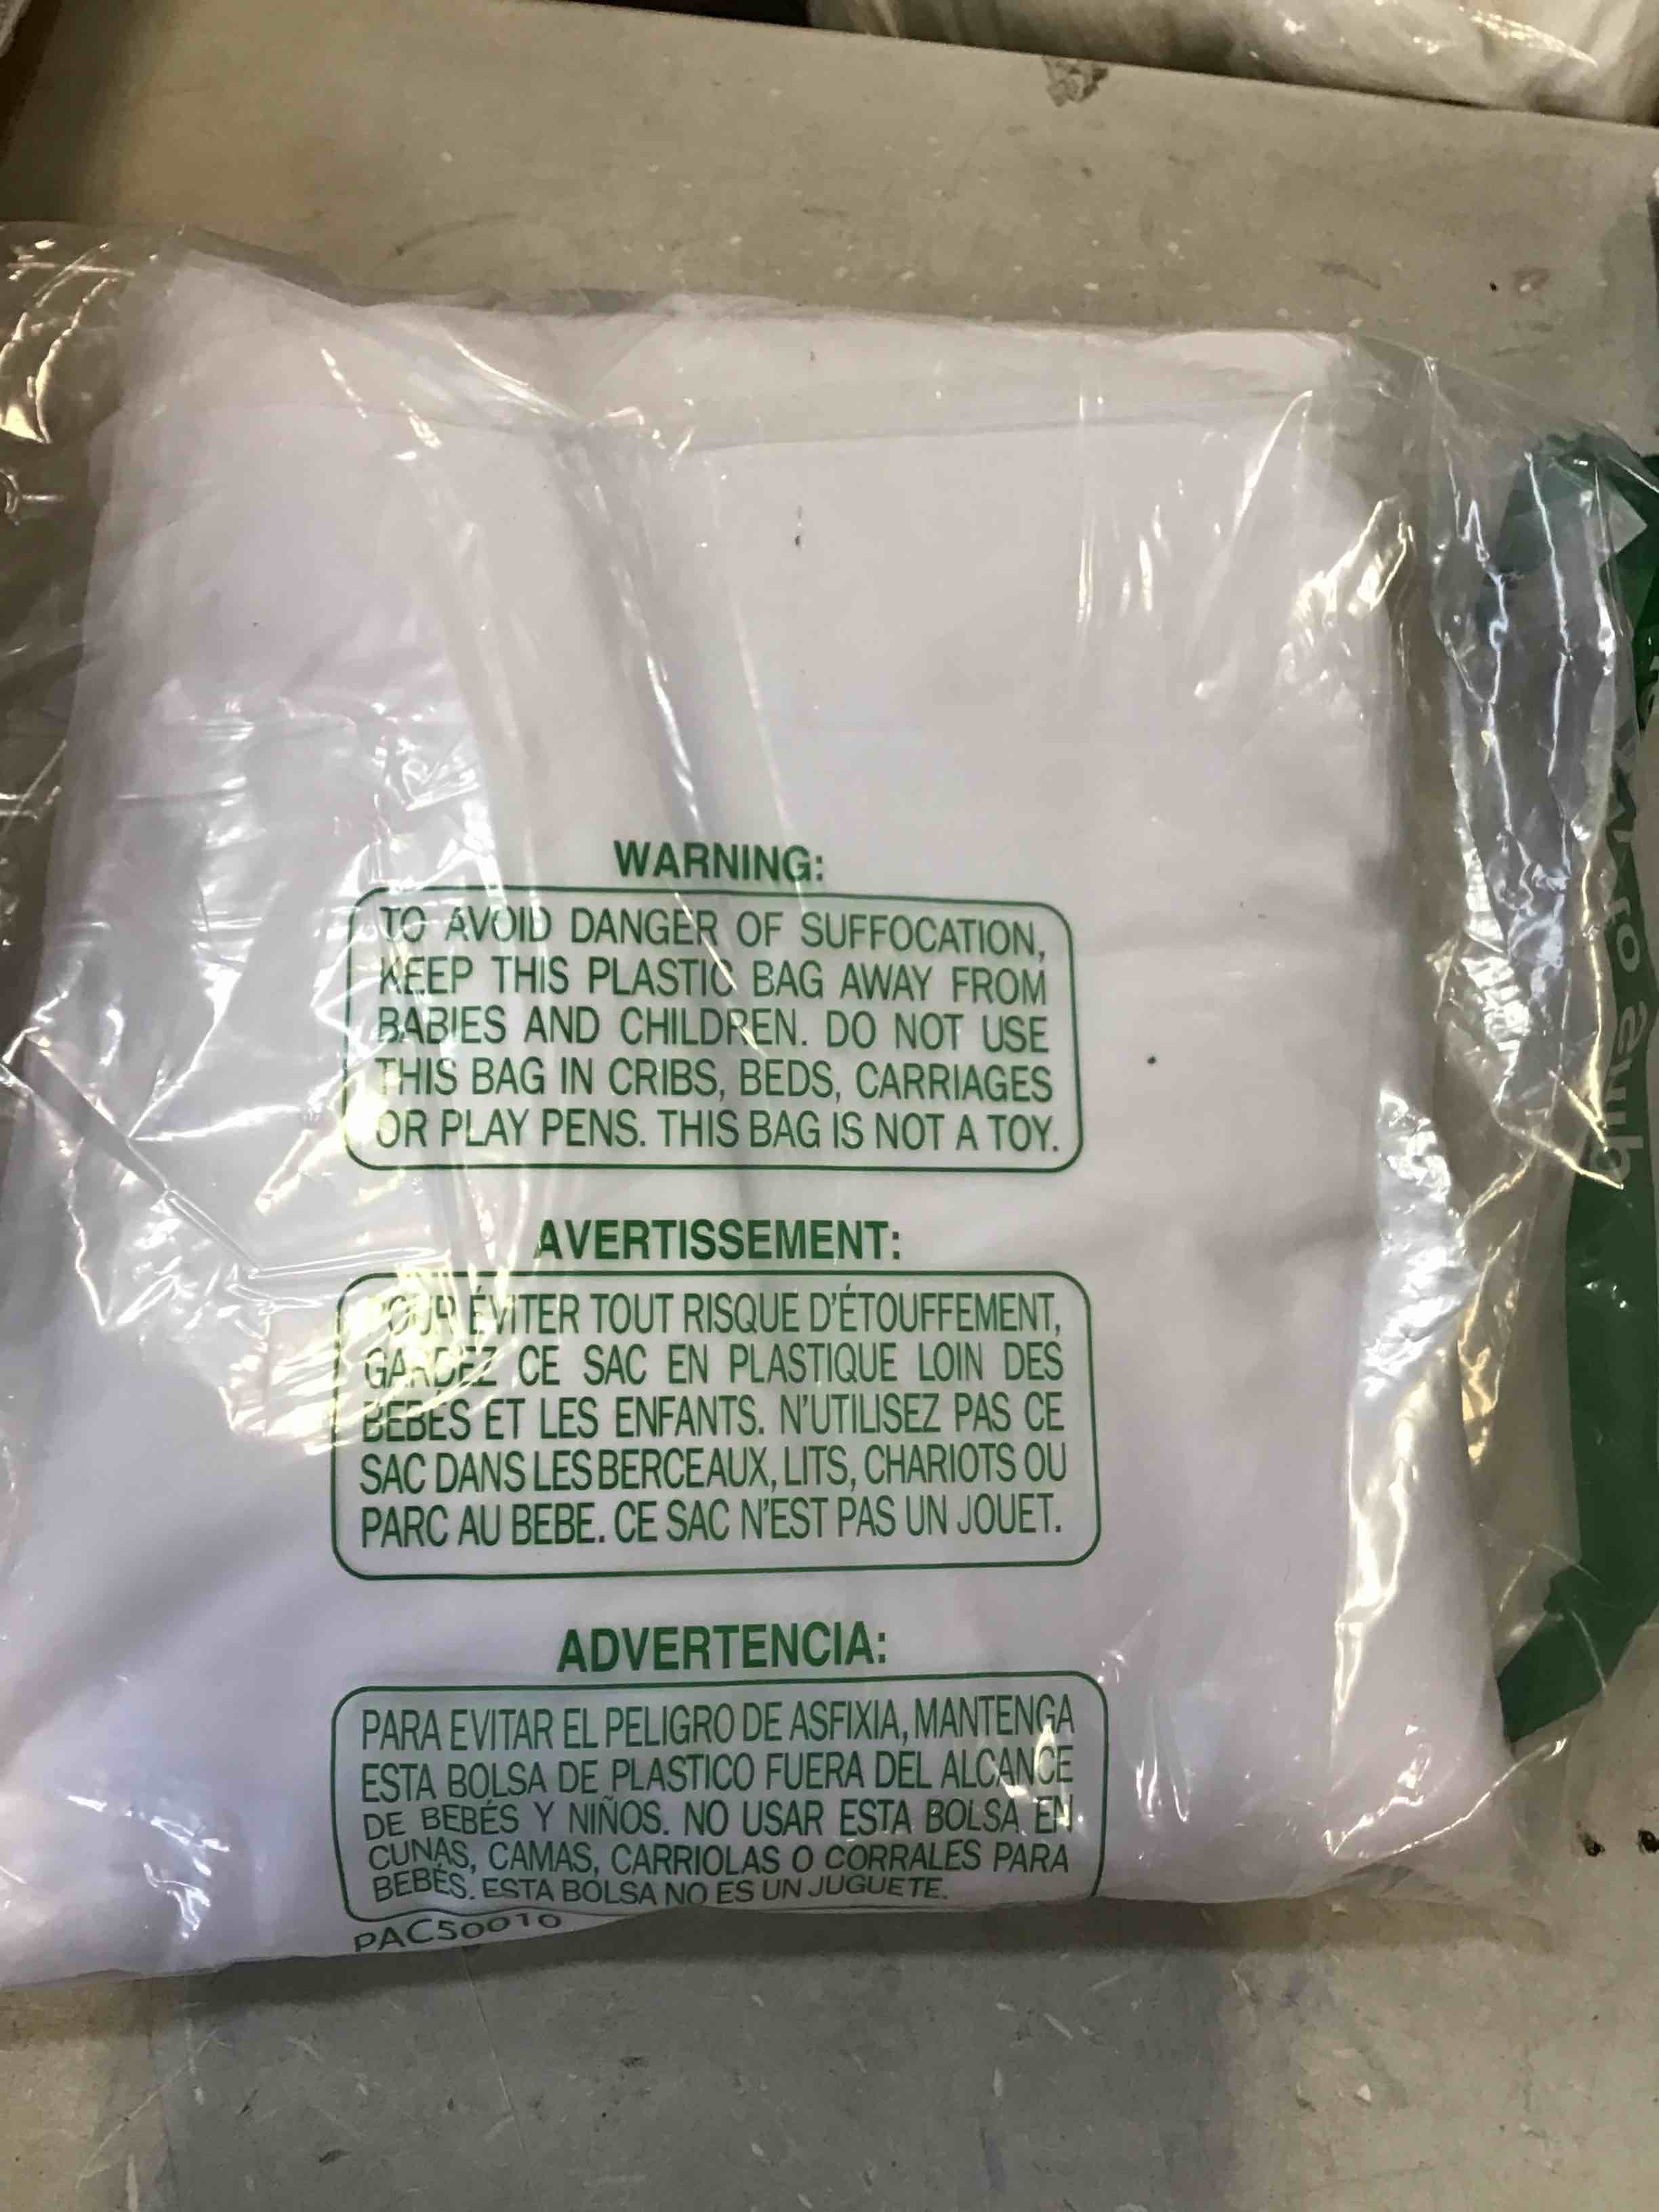 WARNING:
TO AVOID DANGER OF SUFFOCATION,
KEEP THIS PLASTIC BAG AWAY FROM
BABIES AND CHILDREN. DO NOT USE
THIS BAG IN CRIBS, BEDS, CARRIAGES
OR PLAY PENS. THIS BAG IS NOT A TOY.
AVERTISSEMENT:
POUR ÉVITER TOUT RISQUE D'ÉTOUFFEMENT,
GARDEZ CE SAC EN PLASTIQUE LOIN DES
BÉBÉS ET LES ENFANTS. N'UTILISEZ PAS CE
SAC DANS LES BERCEAUX, LITS, CHARIOTS OU
PARC AU BEBE. CE SAC N'EST PAS UN JOUET.
ADVERTENCIA:
PARA EVITAR EL PELIGRO DE ASFIXIA, MANTENGA
ESTA BOLSA DE PLASTICO FUERA DEL ALCANCE
DE BEBÉS Y NIÑOS. NO USAR ESTA BOLSA EN
CUNAS, CAMAS, CARRIOLAS O CORRALES PARA
BEBÉS. ESTA BOLSA NO ES UN JUGUETE.
PAC50010